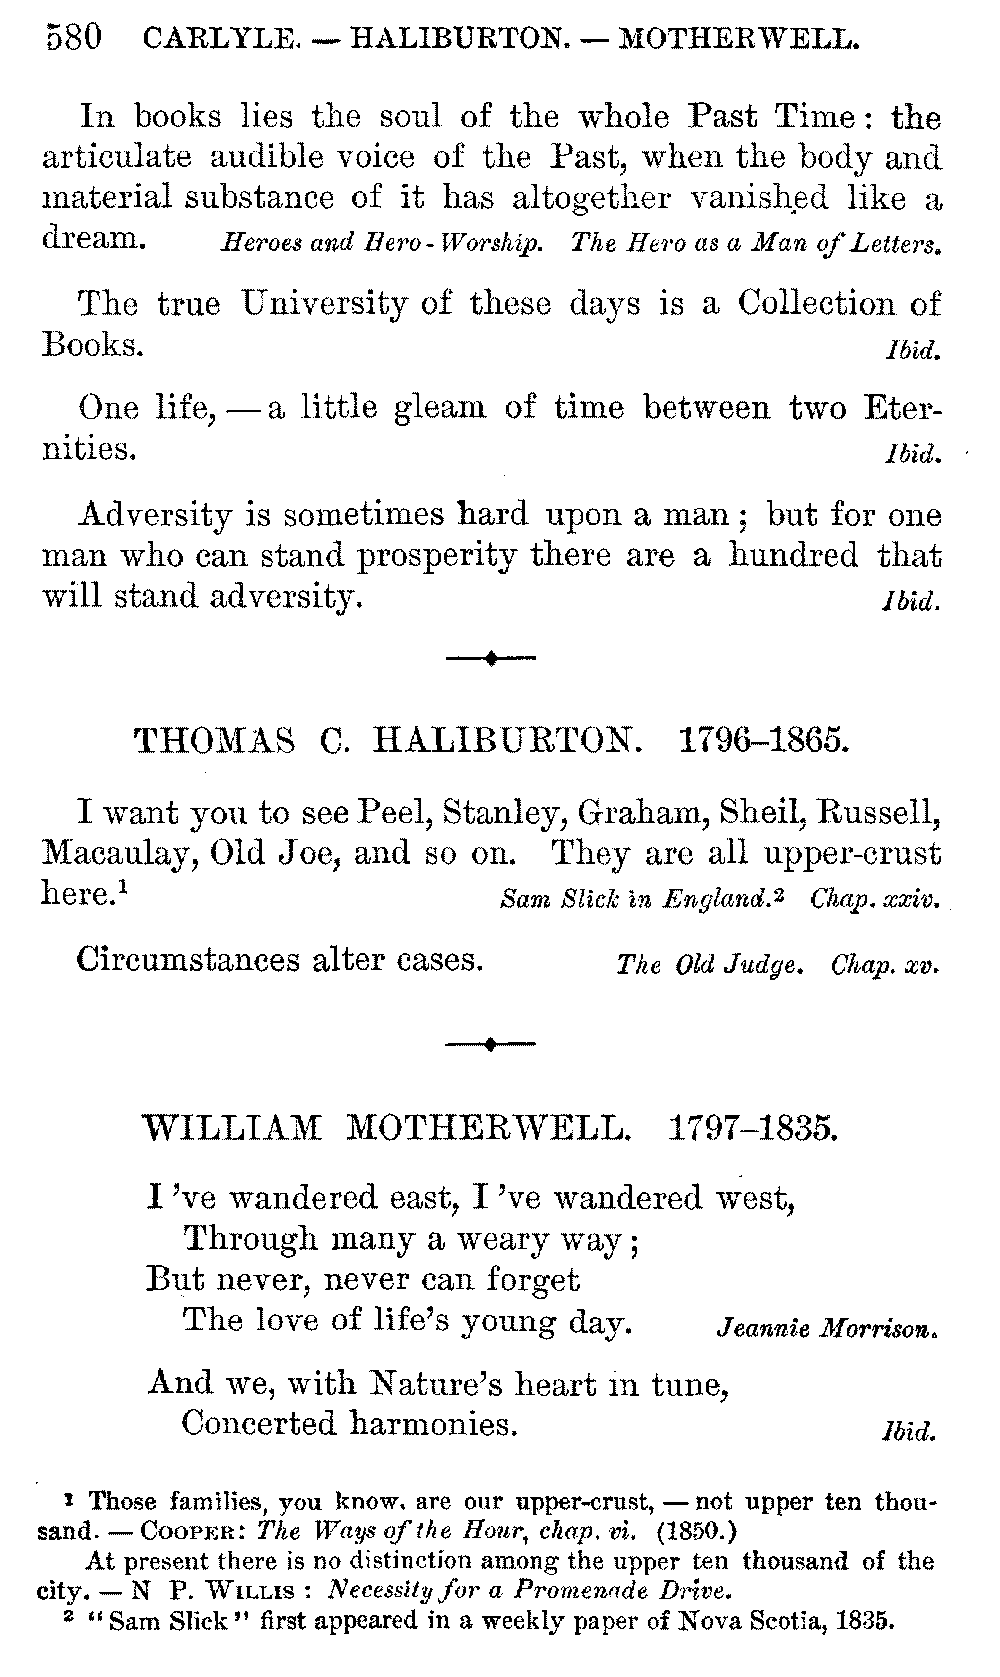 580 CARLYLE. — HALIBURTON. — MOTHERWELL.
In books lies the soul of the whole Past Time: the
articulate audible voice of the Past, when the body and
material substance of it has altogether vanished like a
dream. Heroes and Hero-Worship. The Hero as a Man of Letters.
The true University of these days is a Collection of
Books. Ibid.
One life, — a little gleam of time between two Eter-
nities. Ibid.
Adversity is sometimes hard upon a man; but for one
man who can stand prosperity there are a hundred that
will stand adversity. Ibid.
THOMAS C. HALIBURTON. 1796–1865.
I want you to see Peel, Stanley, Graham, Sheil, Russell,
Macaulay, Old Joe, and so on. They are all upper-crust
here.¹ Sam Slick in England.² Chap. xxiv.
Circumstances alter cases. The Old Judge. Chap. xv.
WILLIAM MOTHERWELL. 1797–1835.
I 've wandered east, I 've wandered west,
Through many a weary way;
But never, never can forget
The love of life's young day. Jeannie Morrison.
And we, with Nature's heart in tune,
Concerted harmonies. Ibid.
¹ Those families, you know, are our upper-crust, — not upper ten thou-
sand. — COOPER: The Ways of the Hour, chap. vi. (1850.)
At present there is no distinction among the upper ten thousand of the
city. — N P. WILLIS: Necessity for a Promenade Drive.
² "Sam Slick" first appeared in a weekly paper of Nova Scotia, 1835.